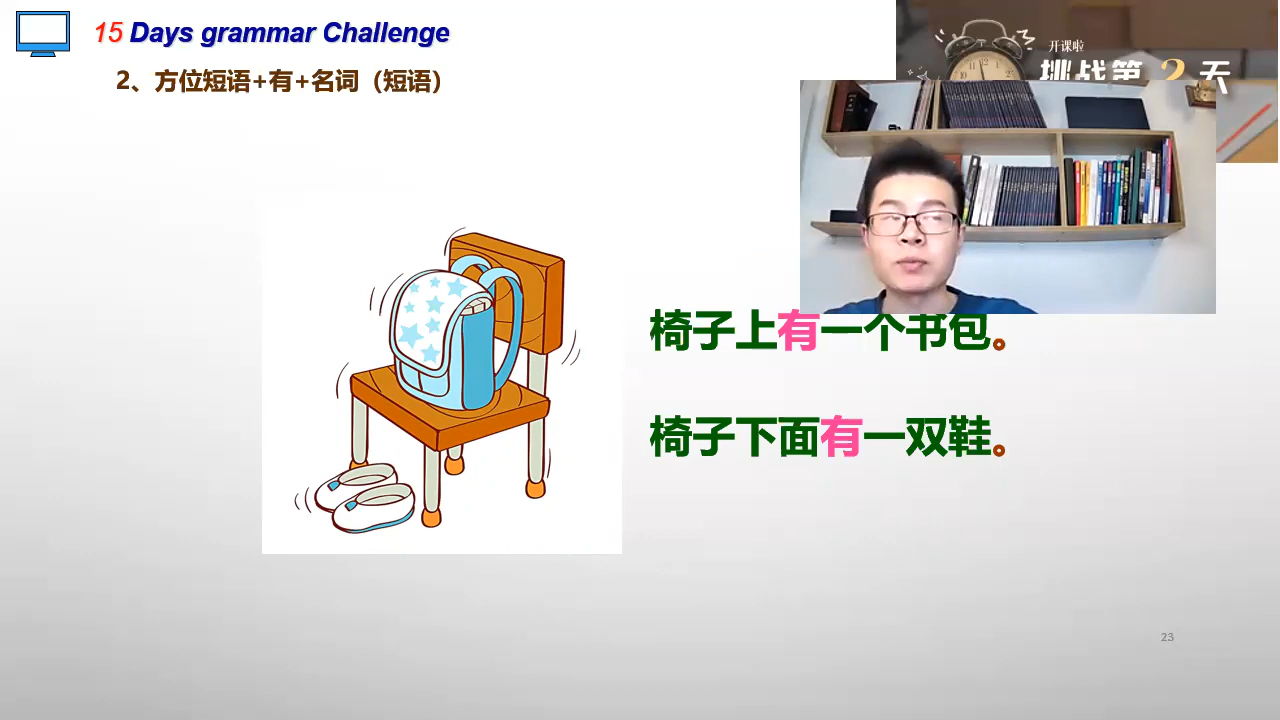 15 Days grammar Challenge
2、方位短语+有+名词（短语）
开课啦
挑战第 2 天
椅子上有一个书包。
椅子下面有一双鞋。
23